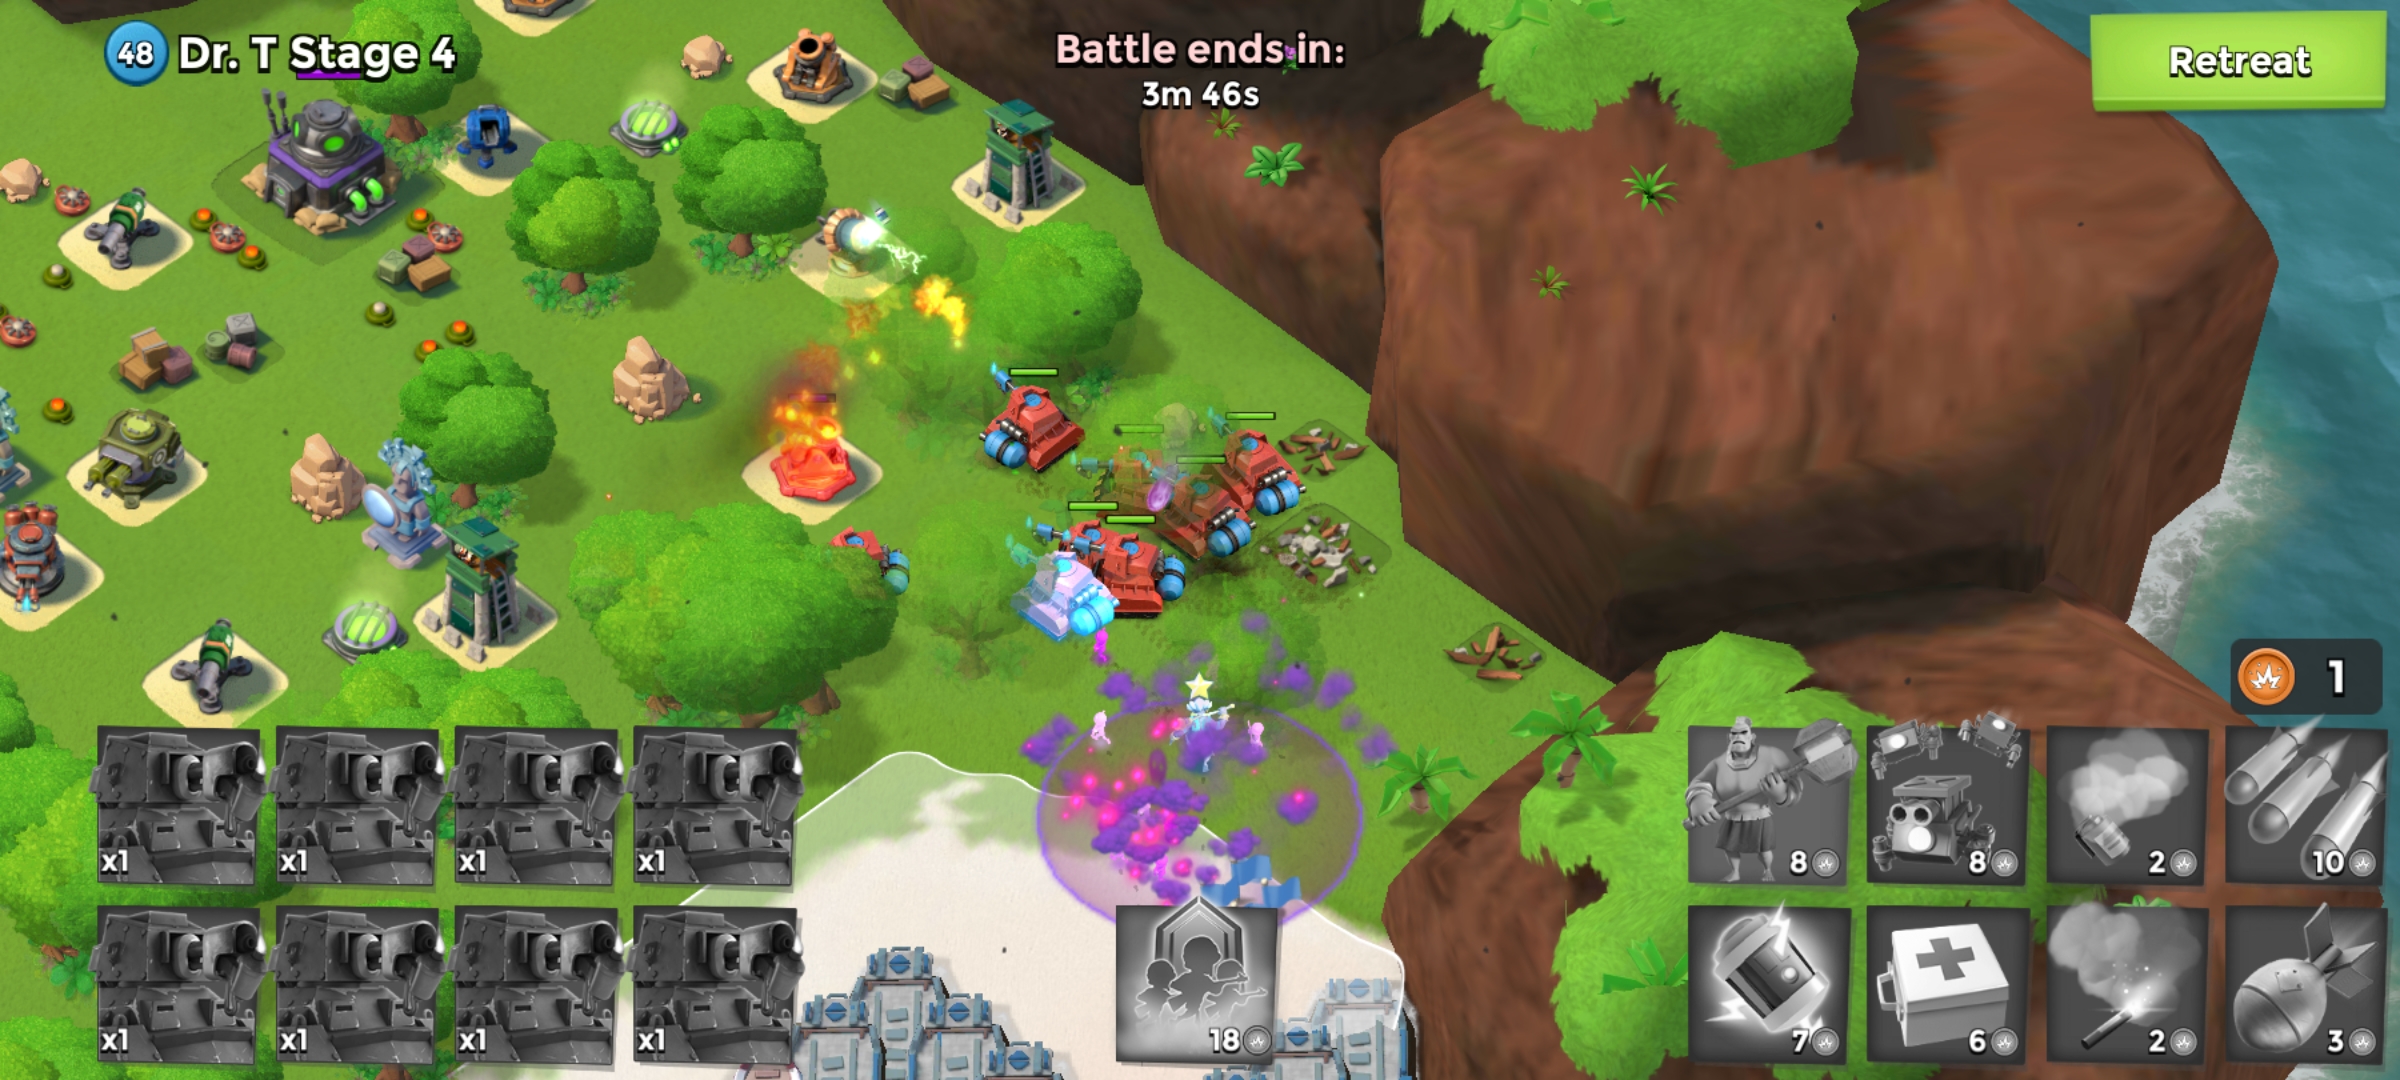 48 Dr. T Stage 4
Battle ends in:
3m 46s
Retreat
1
x1 x1 x1 x1
8 8 2 10
x1 x1 x1 x1
18
7 6 2 3